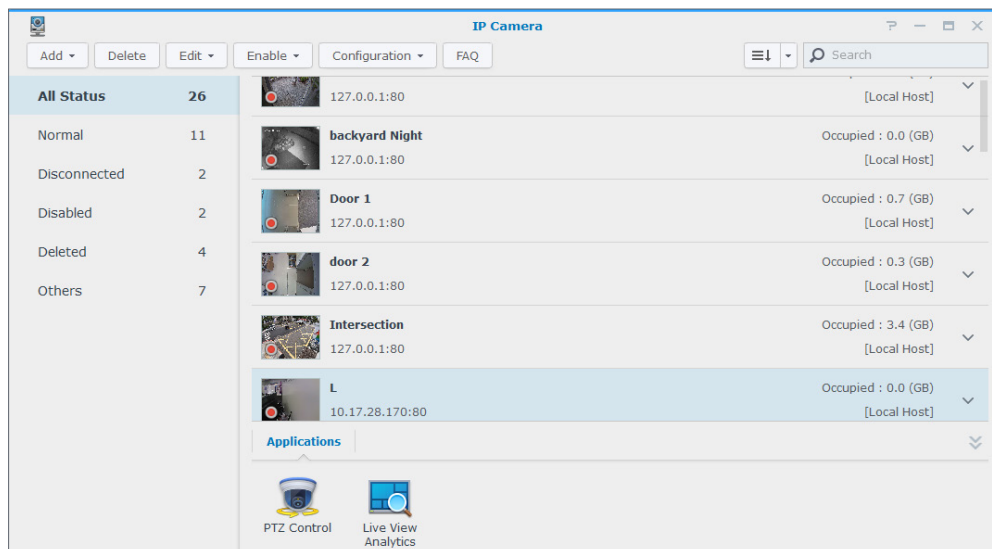 IP Camera
Add Delete Edit Enable Configuration FAQ Search
All Status 26
Normal 11
Disconnected 2
Disabled 2
Deleted 4
Others 7
127.0.0.1:80 [Local Host]
backyard Night Occupied : 0.0 (GB)
127.0.0.1:80 [Local Host]
Door 1 Occupied : 0.7 (GB)
127.0.0.1:80 [Local Host]
door 2 Occupied : 0.3 (GB)
127.0.0.1:80 [Local Host]
Intersection Occupied : 3.4 (GB)
127.0.0.1:80 [Local Host]
L Occupied : 0.0 (GB)
10.17.28.170:80 [Local Host]
Applications
PTZ Control
Live View
Analytics